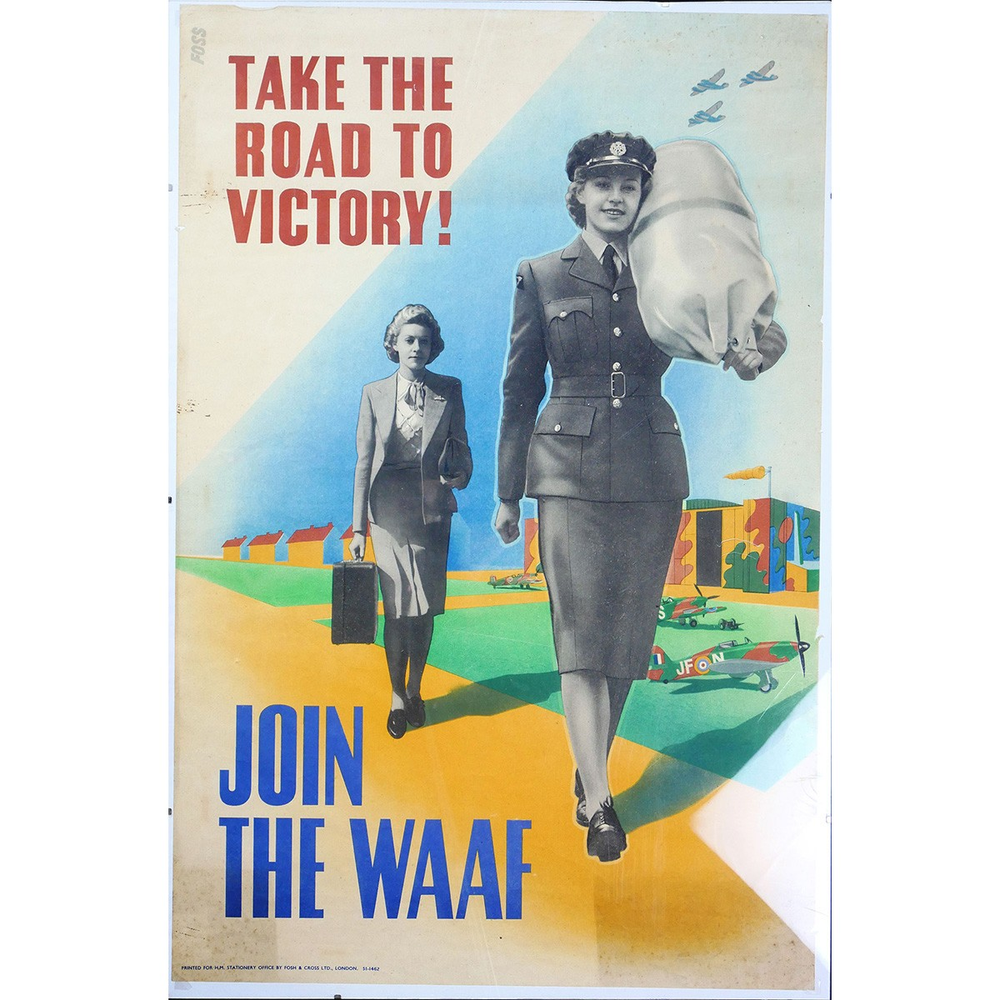 FOSS
TAKE THE
ROAD TO
VICTORY!
S
JF N
JOIN
THE WAAF
PRINTED FOR H.M. STATIONERY OFFICE BY FOSH & CROSS LTD., LONDON. 51-1462